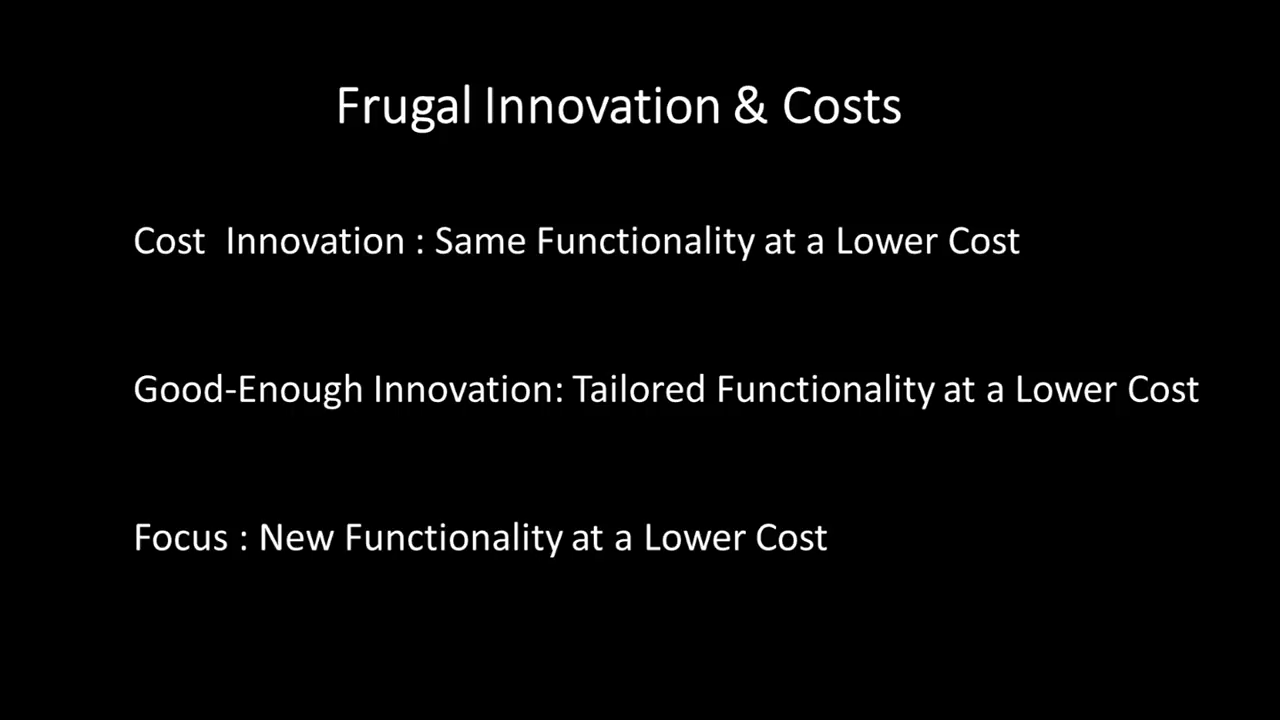 Frugal Innovation & Costs
Cost  Innovation : Same Functionality at a Lower Cost
Good-Enough Innovation: Tailored Functionality at a Lower Cost
Focus : New Functionality at a Lower Cost